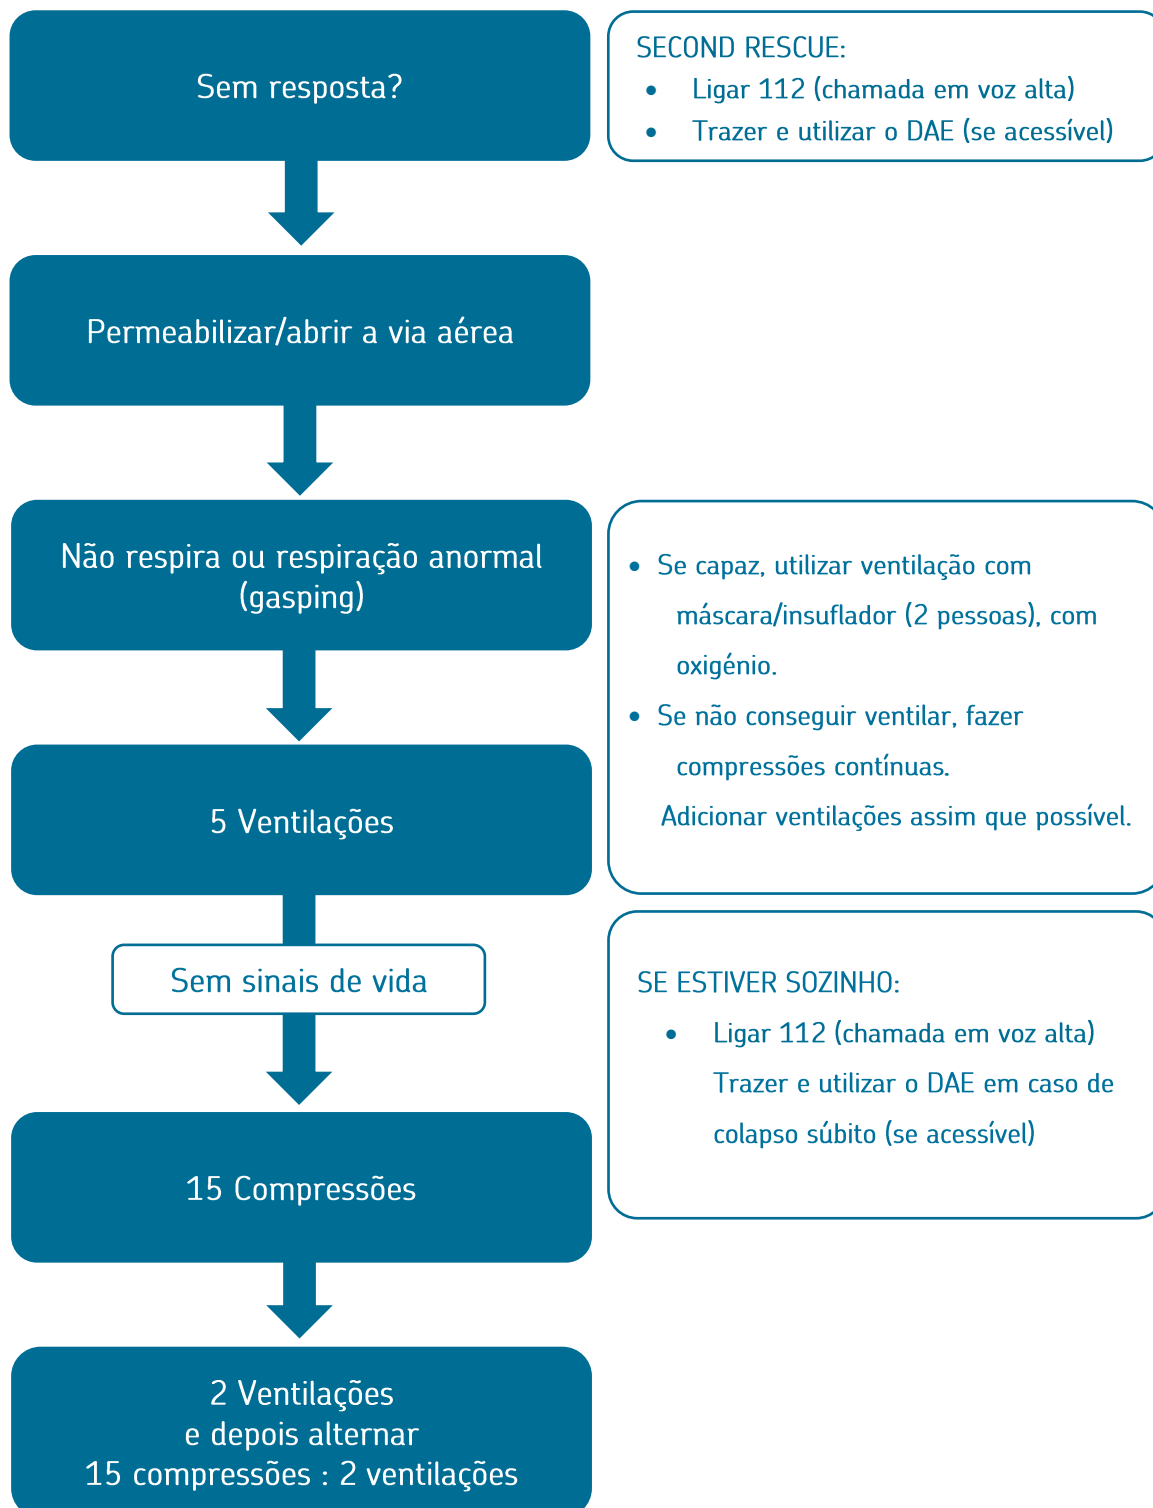 Sem resposta?
SECOND RESCUE:
• Ligar 112 (chamada em voz alta)
• Trazer e utilizar o DAE (se acessível)
Permeabilizar/abrir a via aérea
Não respira ou respiração anormal
(gasping)
• Se capaz, utilizar ventilação com
máscara/insuflador (2 pessoas), com
oxigénio.
• Se não conseguir ventilar, fazer
compressões contínuas.
Adicionar ventilações assim que possível.
5 Ventilações
Sem sinais de vida
SE ESTIVER SOZINHO:
• Ligar 112 (chamada em voz alta)
Trazer e utilizar o DAE em caso de
colapso súbito (se acessível)
15 Compressões
2 Ventilações
e depois alternar
15 compressões : 2 ventilações